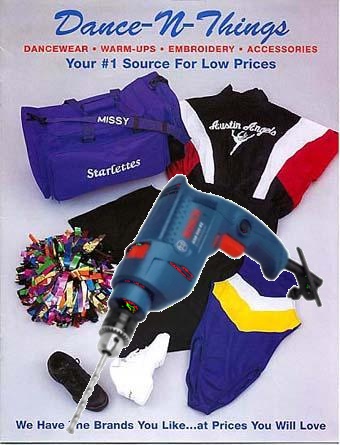 Dance-N-Things
DANCEWEAR • WARM-UPS • EMBROIDERY • ACCESSORIES
Your #1 Source For Low Prices
MISSY
Austin Angels
Starlettes
BOSCH
We Have The Brands You Like...at Prices You Will Love